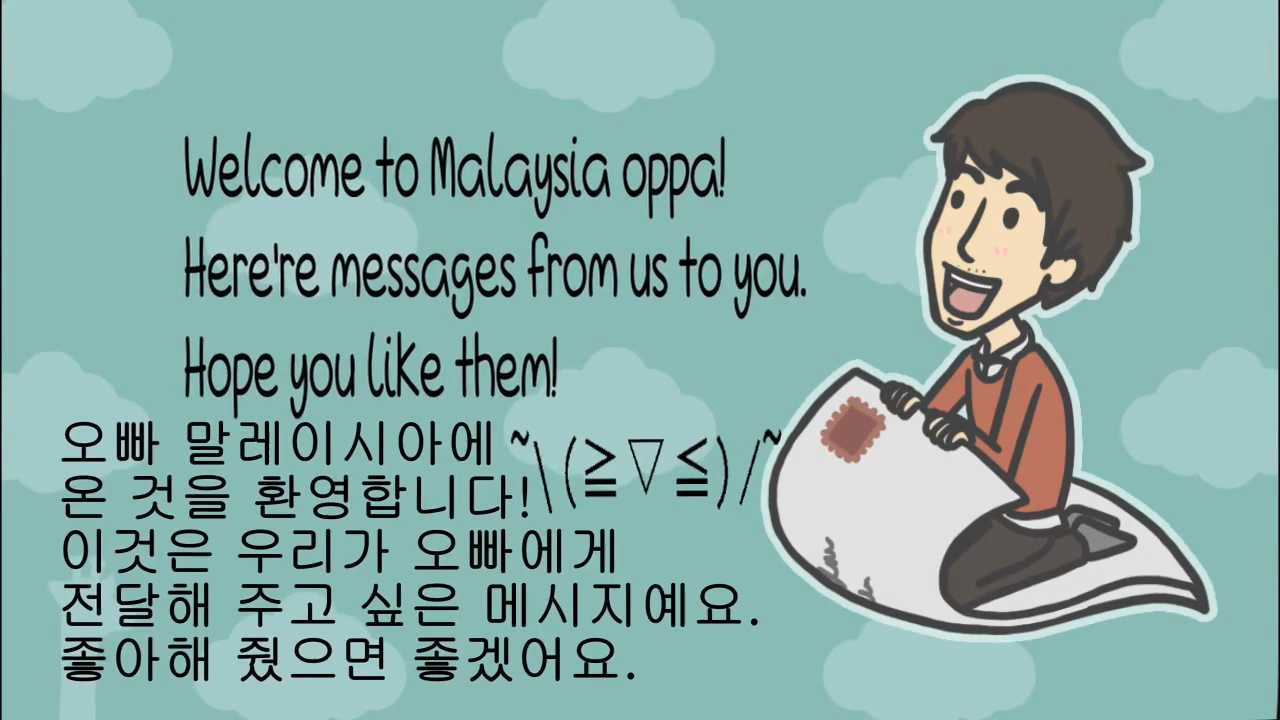 Welcome to Malaysia oppa!
Here're messages from us to you.
Hope you like them!
오빠 말레이시아에 ~\(≧▽≦)/~
온 것을 환영합니다!
이것은 우리가 오빠에게
전달해 주고 싶은 메시지예요.
좋아해 줬으면 좋겠어요.